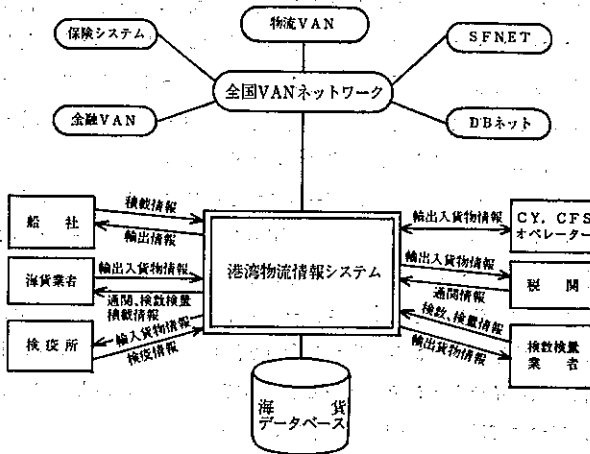 物流VAN
保険システム
SFNET
全国VANネットワーク
金融VAN
DBネット
船社
積載情報
輸出情報
輸出入貨物情報
CY, CFS
オペレーター
海貨業者
輸出入貨物情報
通関、検数検量
積載情報
港湾物流情報システム
輸出入貨物情報
通関情報
税関
検疫所
輸入貨物情報
検疫情報
検数、検量情報
輸出貨物情報
検数検量
業者
海貨
データベース